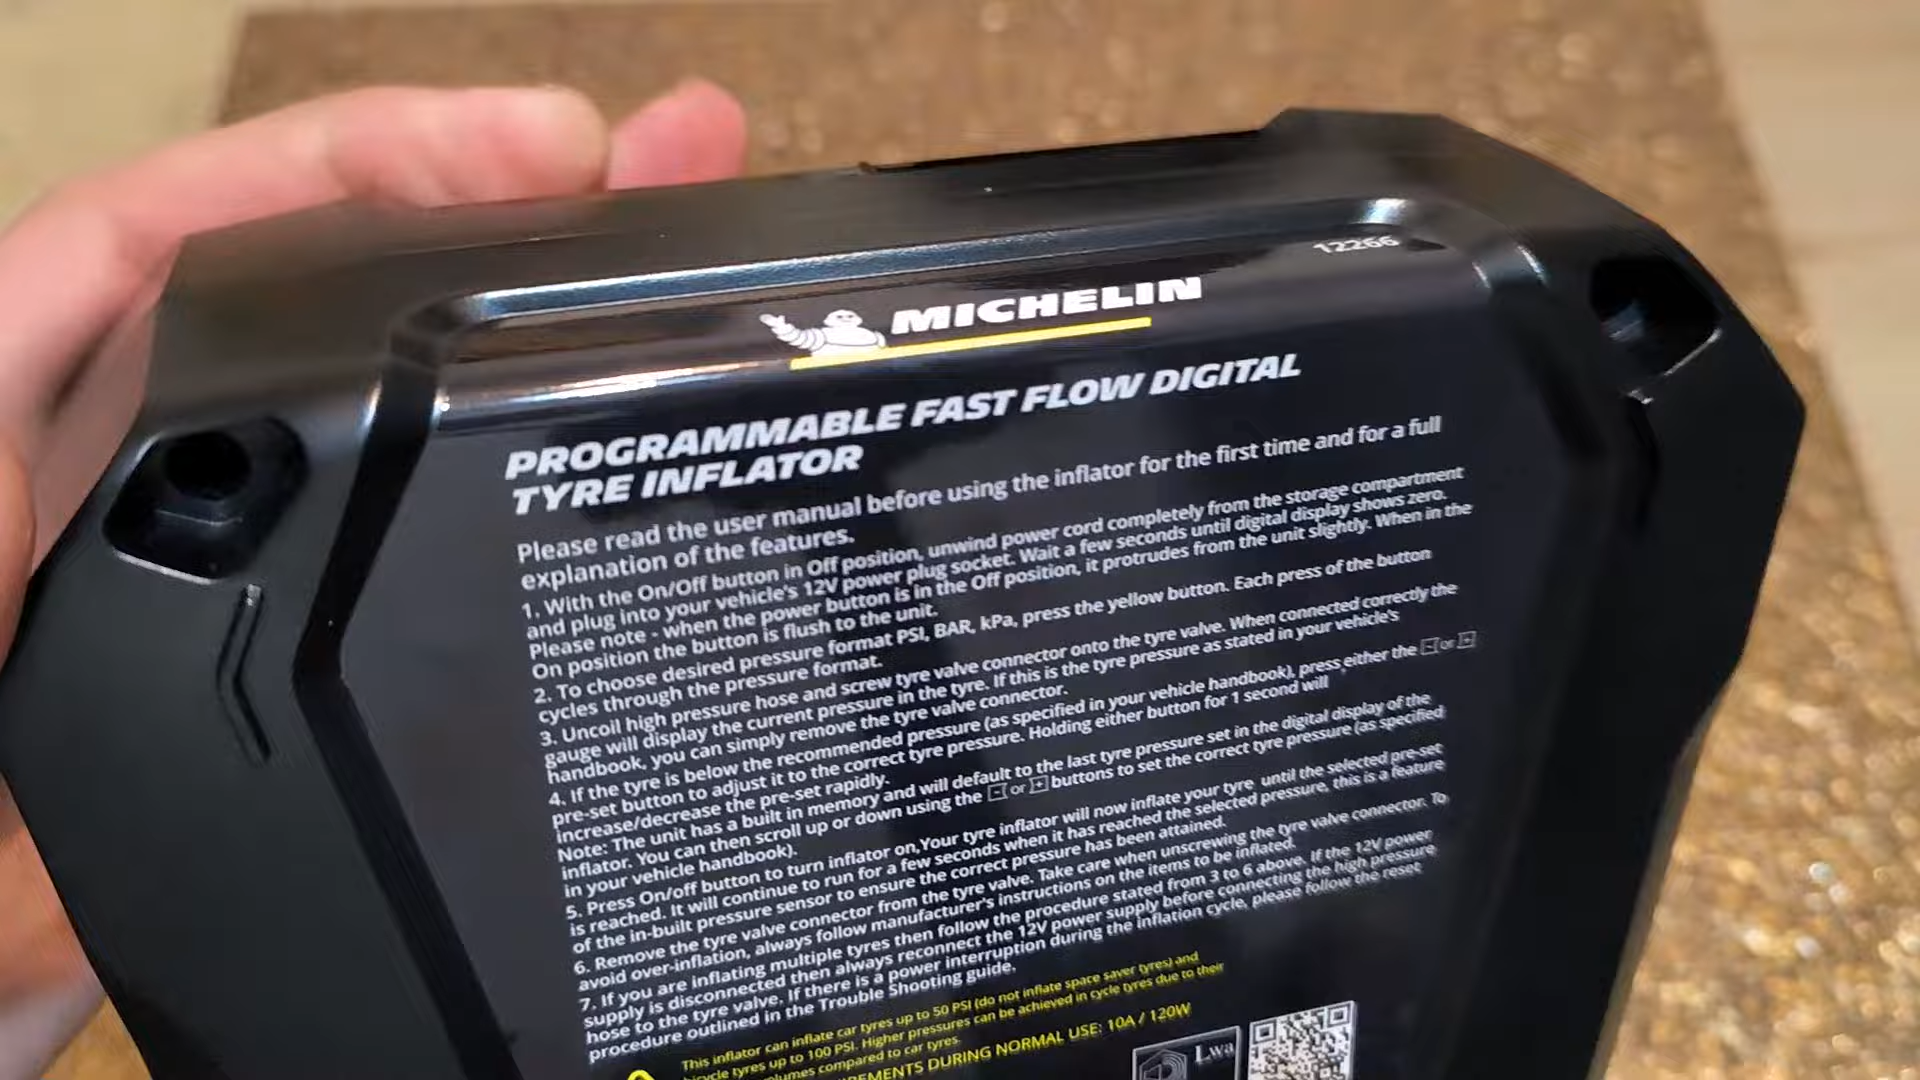 12266
MICHELIN
PROGRAMMABLE FAST FLOW DIGITAL
TYRE INFLATOR
Please read the user manual before using the inflator for the first time and for a full
explanation of the features.
1. With the On/Off button in Off position, unwind power cord completely from the storage compartment
and plug into your vehicle's 12V power plug socket. Wait a few seconds until digital display shows zero.
Please note - when the power button is in the Off position, it protrudes from the unit slightly. When in the
On position the button is flush to the unit.
2. To choose desired pressure format PSI, BAR, kPa, press the yellow button. Each press of the button
cycles through the pressure format.
3. Uncoil high pressure hose and screw tyre valve connector onto the tyre valve. When connected correctly the
gauge will display the current pressure in the tyre. If this is the tyre pressure as stated in your vehicle's
handbook, you can simply remove the tyre valve connector.
4. If the tyre is below the recommended pressure (as specified in your vehicle handbook), press either the [-] or [+]
pre-set button to adjust it to the correct tyre pressure. Holding either button for 1 second will
increase/decrease the pre-set rapidly.
Note: The unit has a built in memory and will default to the last tyre pressure set in the digital display of the
inflator. You can then scroll up or down using the [-] or [+] buttons to set the correct tyre pressure (as specified
in your vehicle handbook).
5. Press On/off button to turn inflator on,Your tyre inflator will now inflate your tyre until the selected pre-set
is reached. It will continue to run for a few seconds when it has reached the selected pressure, this is a feature
of the in-built pressure sensor to ensure the correct pressure has been attained.
6. Remove the tyre valve connector from the tyre valve. Take care when unscrewing the tyre valve connector. To
avoid over-inflation, always follow manufacturer's instructions on the items to be inflated.
7. If you are inflating multiple tyres then follow the procedure stated from 3 to 6 above. If the 12V power
supply is disconnected then always reconnect the 12V power supply before connecting the high pressure
hose to the tyre valve. If there is a power interruption during the inflation cycle, please follow the reset
procedure outlined in the Trouble Shooting guide.
This inflator can inflate car tyres up to 50 PSI (do not inflate space saver tyres) and
bicycle tyres up to 100 PSI. Higher pressures can be achieved in cycle tyres due to their
compared to car tyres.
DURING NORMAL USE: 10A / 120W
Lwa